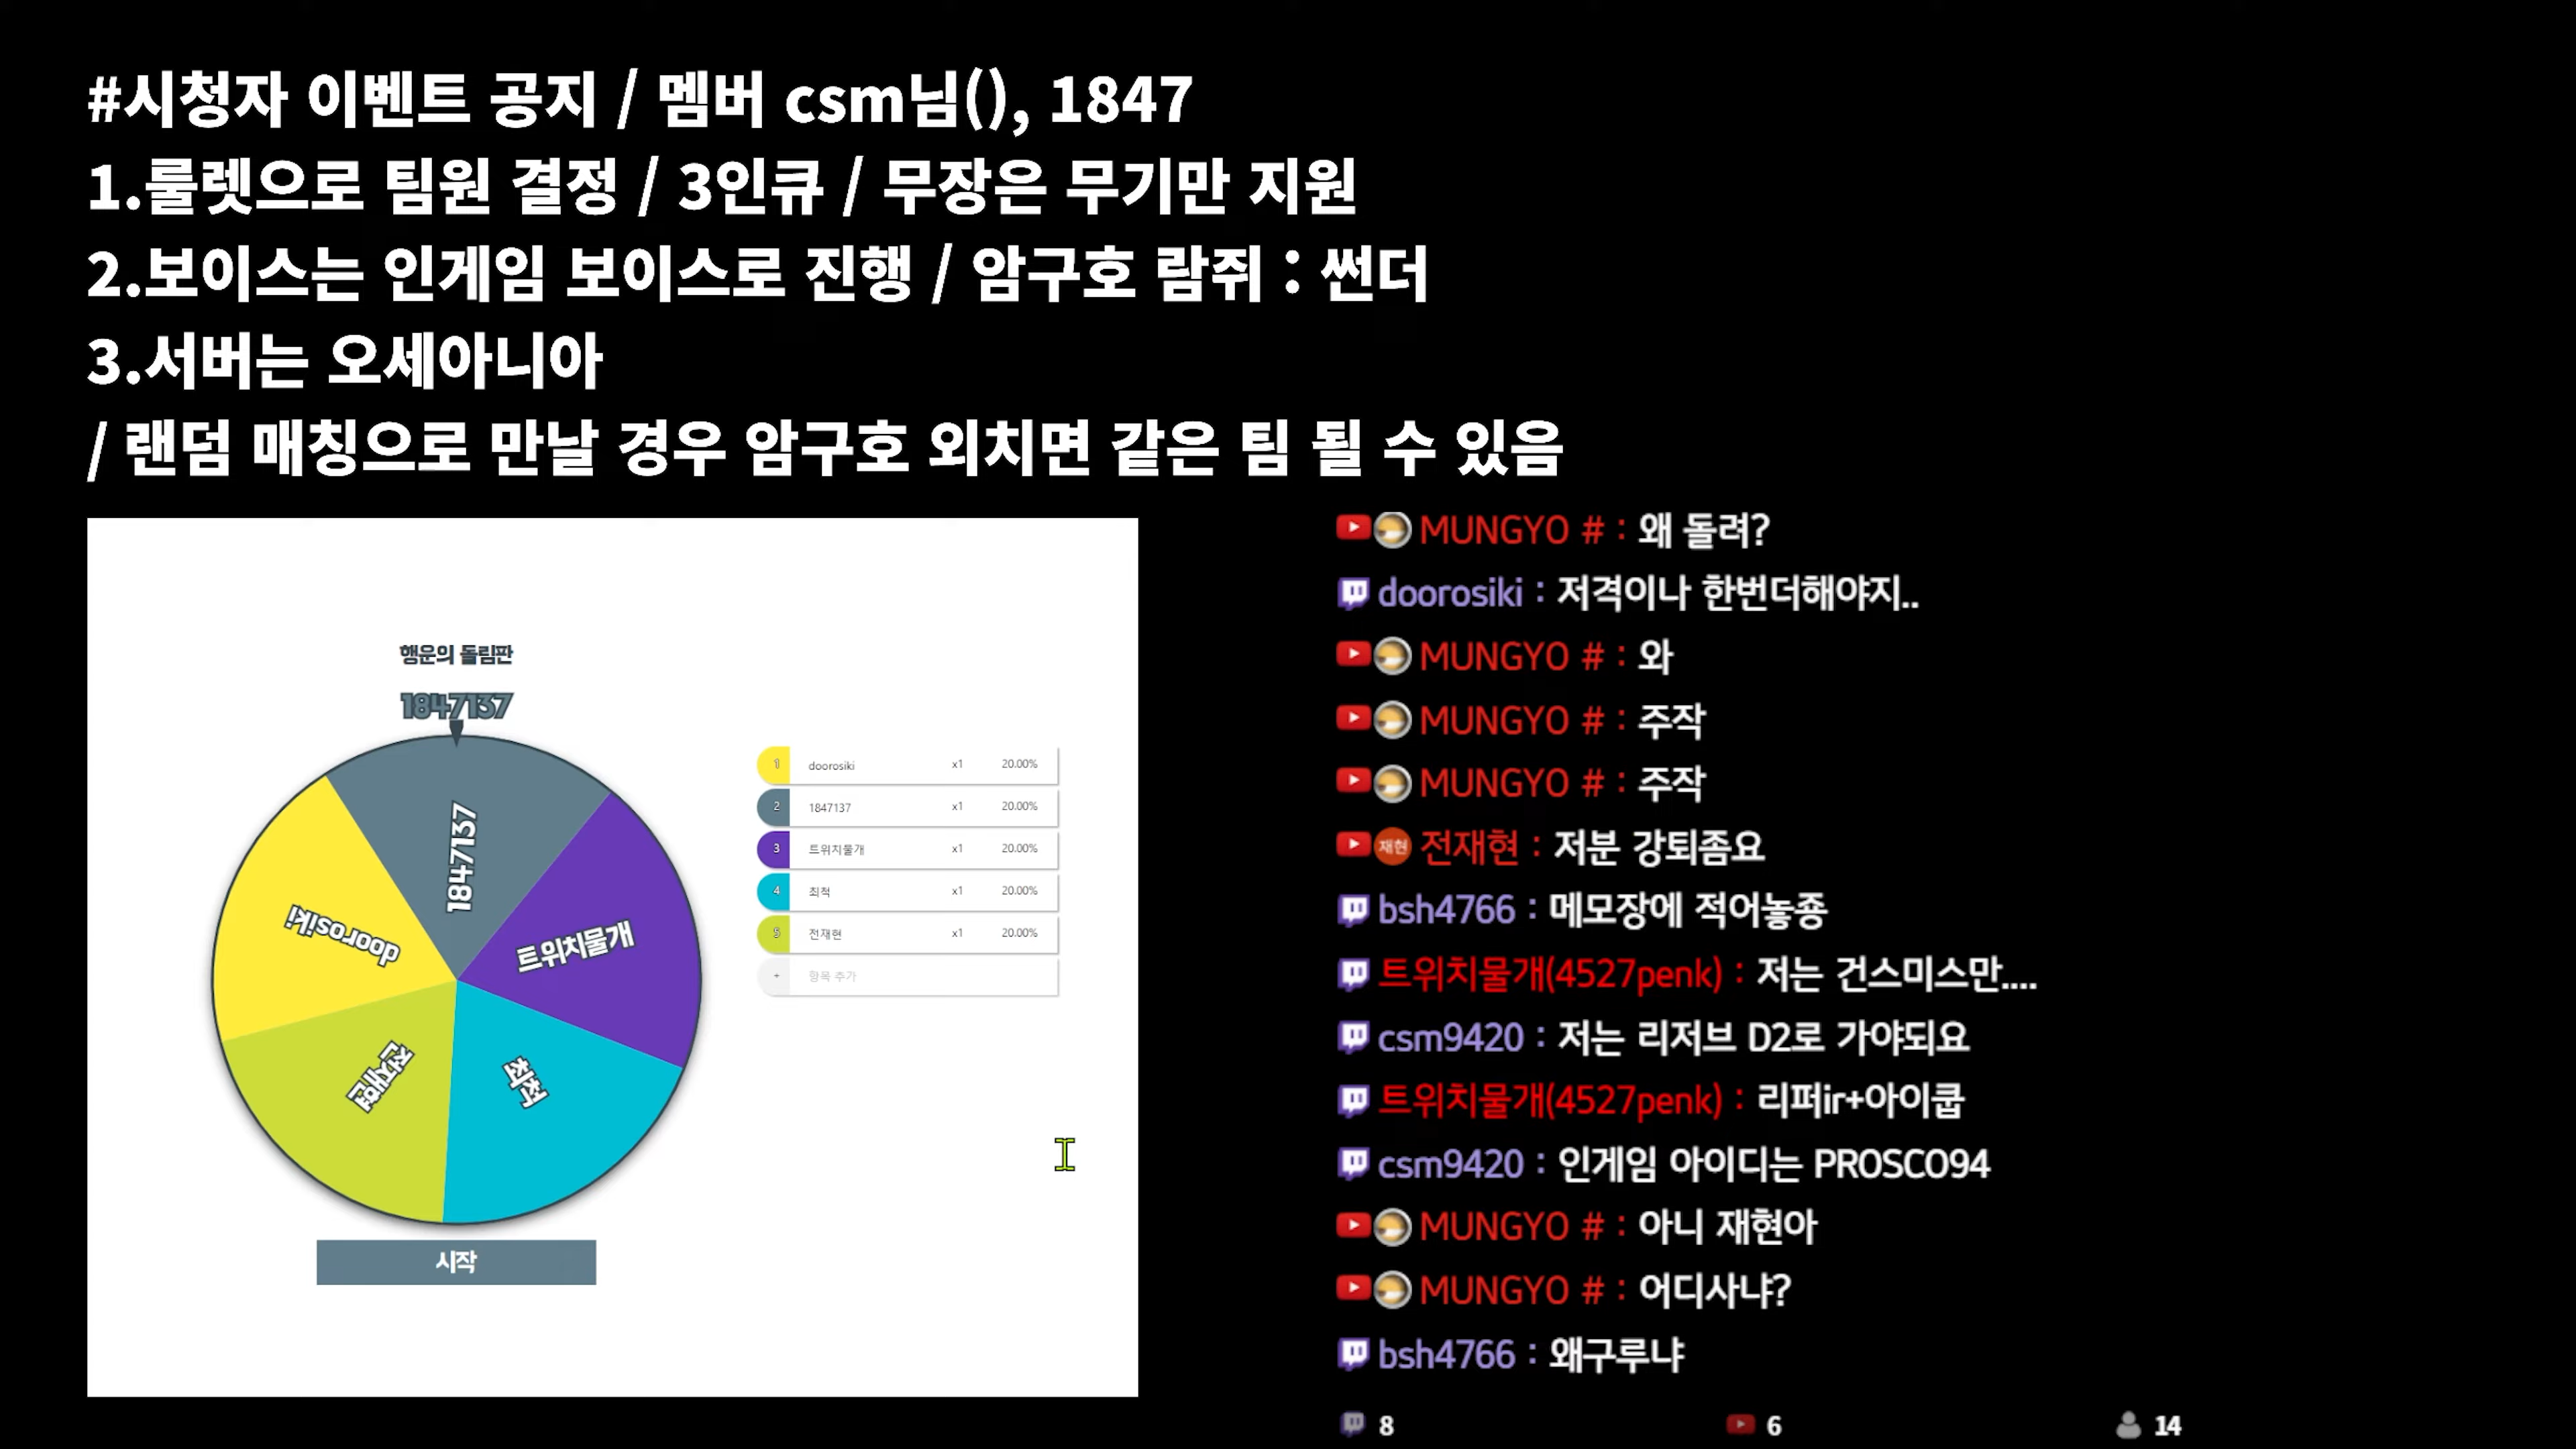 #시청자 이벤트 공지 / 멤버 csm님(), 1847
1.룰렛으로 팀원 결정 / 3인큐 / 무장은 무기만 지원
2.보이스는 인게임 보이스로 진행 / 암구호 람쥐 : 썬더
3.서버는 오세아니아
/ 랜덤 매칭으로 만날 경우 암구호 외치면 같은 팀 될 수 있음
행운의 돌림판
1847137
1847137
트위치물개
최척
전재현
doorosiki
시작
1 doorosiki x1 20.00%
2 1847137 x1 20.00%
3 트위치물개 x1 20.00%
4 최척 x1 20.00%
5 전재현 x1 20.00%
+ 항목 추가
MUNGYO # : 왜 돌려?
doorosiki : 저격이나 한번더해야지..
MUNGYO # : 와
MUNGYO # : 주작
MUNGYO # : 주작
재현 전재현 : 저분 강퇴좀요
bsh4766 : 메모장에 적어놓죵
트위치물개(4527penk) : 저는 건스미스만....
csm9420 : 저는 리저브 D2로 가야되요
트위치물개(4527penk) : 리퍼ir+아이쿱
csm9420 : 인게임 아이디는 PROSCO94
MUNGYO # : 아니 재현아
MUNGYO # : 어디사냐?
bsh4766 : 왜구루냐
8 6 14